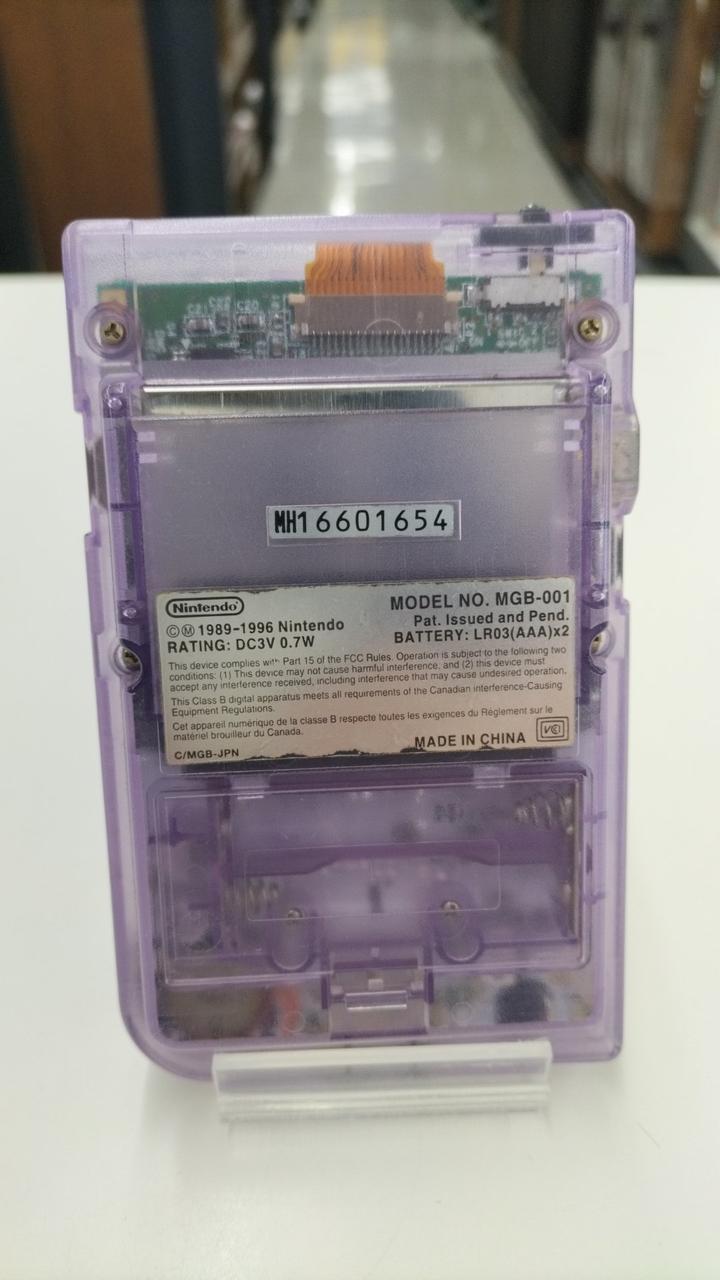 C22
C21 C20
MH16601654
Nintendo
MODEL NO. MGB-001
©Ⓜ 1989-1996 Nintendo
Pat. Issued and Pend.
RATING: DC3V 0.7W
BATTERY: LR03(AAA)x2
This device complies with Part 15 of the FCC Rules. Operation is subject to the following two
conditions: (1) This device may not cause harmful interference, and (2) this device must
accept any interference received, including interference that may cause undesired operation.
This Class B digital apparatus meets all requirements of the Canadian interference-Causing
Equipment Regulations.
Cet appareil numérique de la classe B respecte toutes les exigences du Réglement sur le
matériel brouilleur du Canada.
C/MGB-JPN
MADE IN CHINA